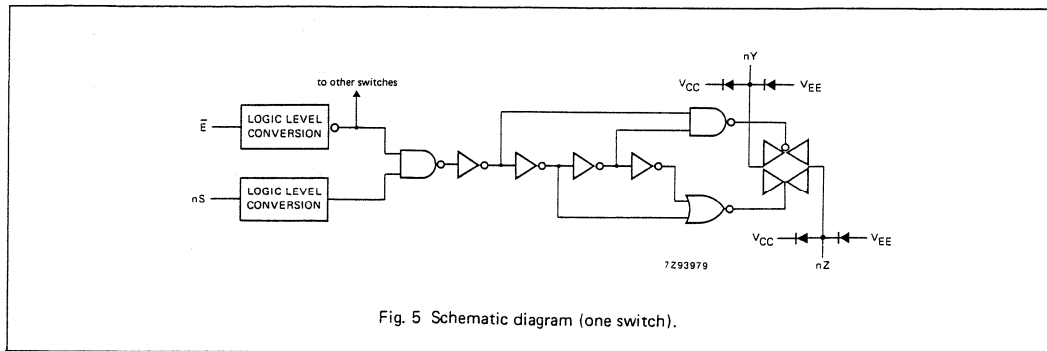 nY
to other switches
VCC
VEE
E
LOGIC LEVEL
CONVERSION
nS
LOGIC LEVEL
CONVERSION
VCC
VEE
7Z93979
nZ
Fig. 5 Schematic diagram (one switch).